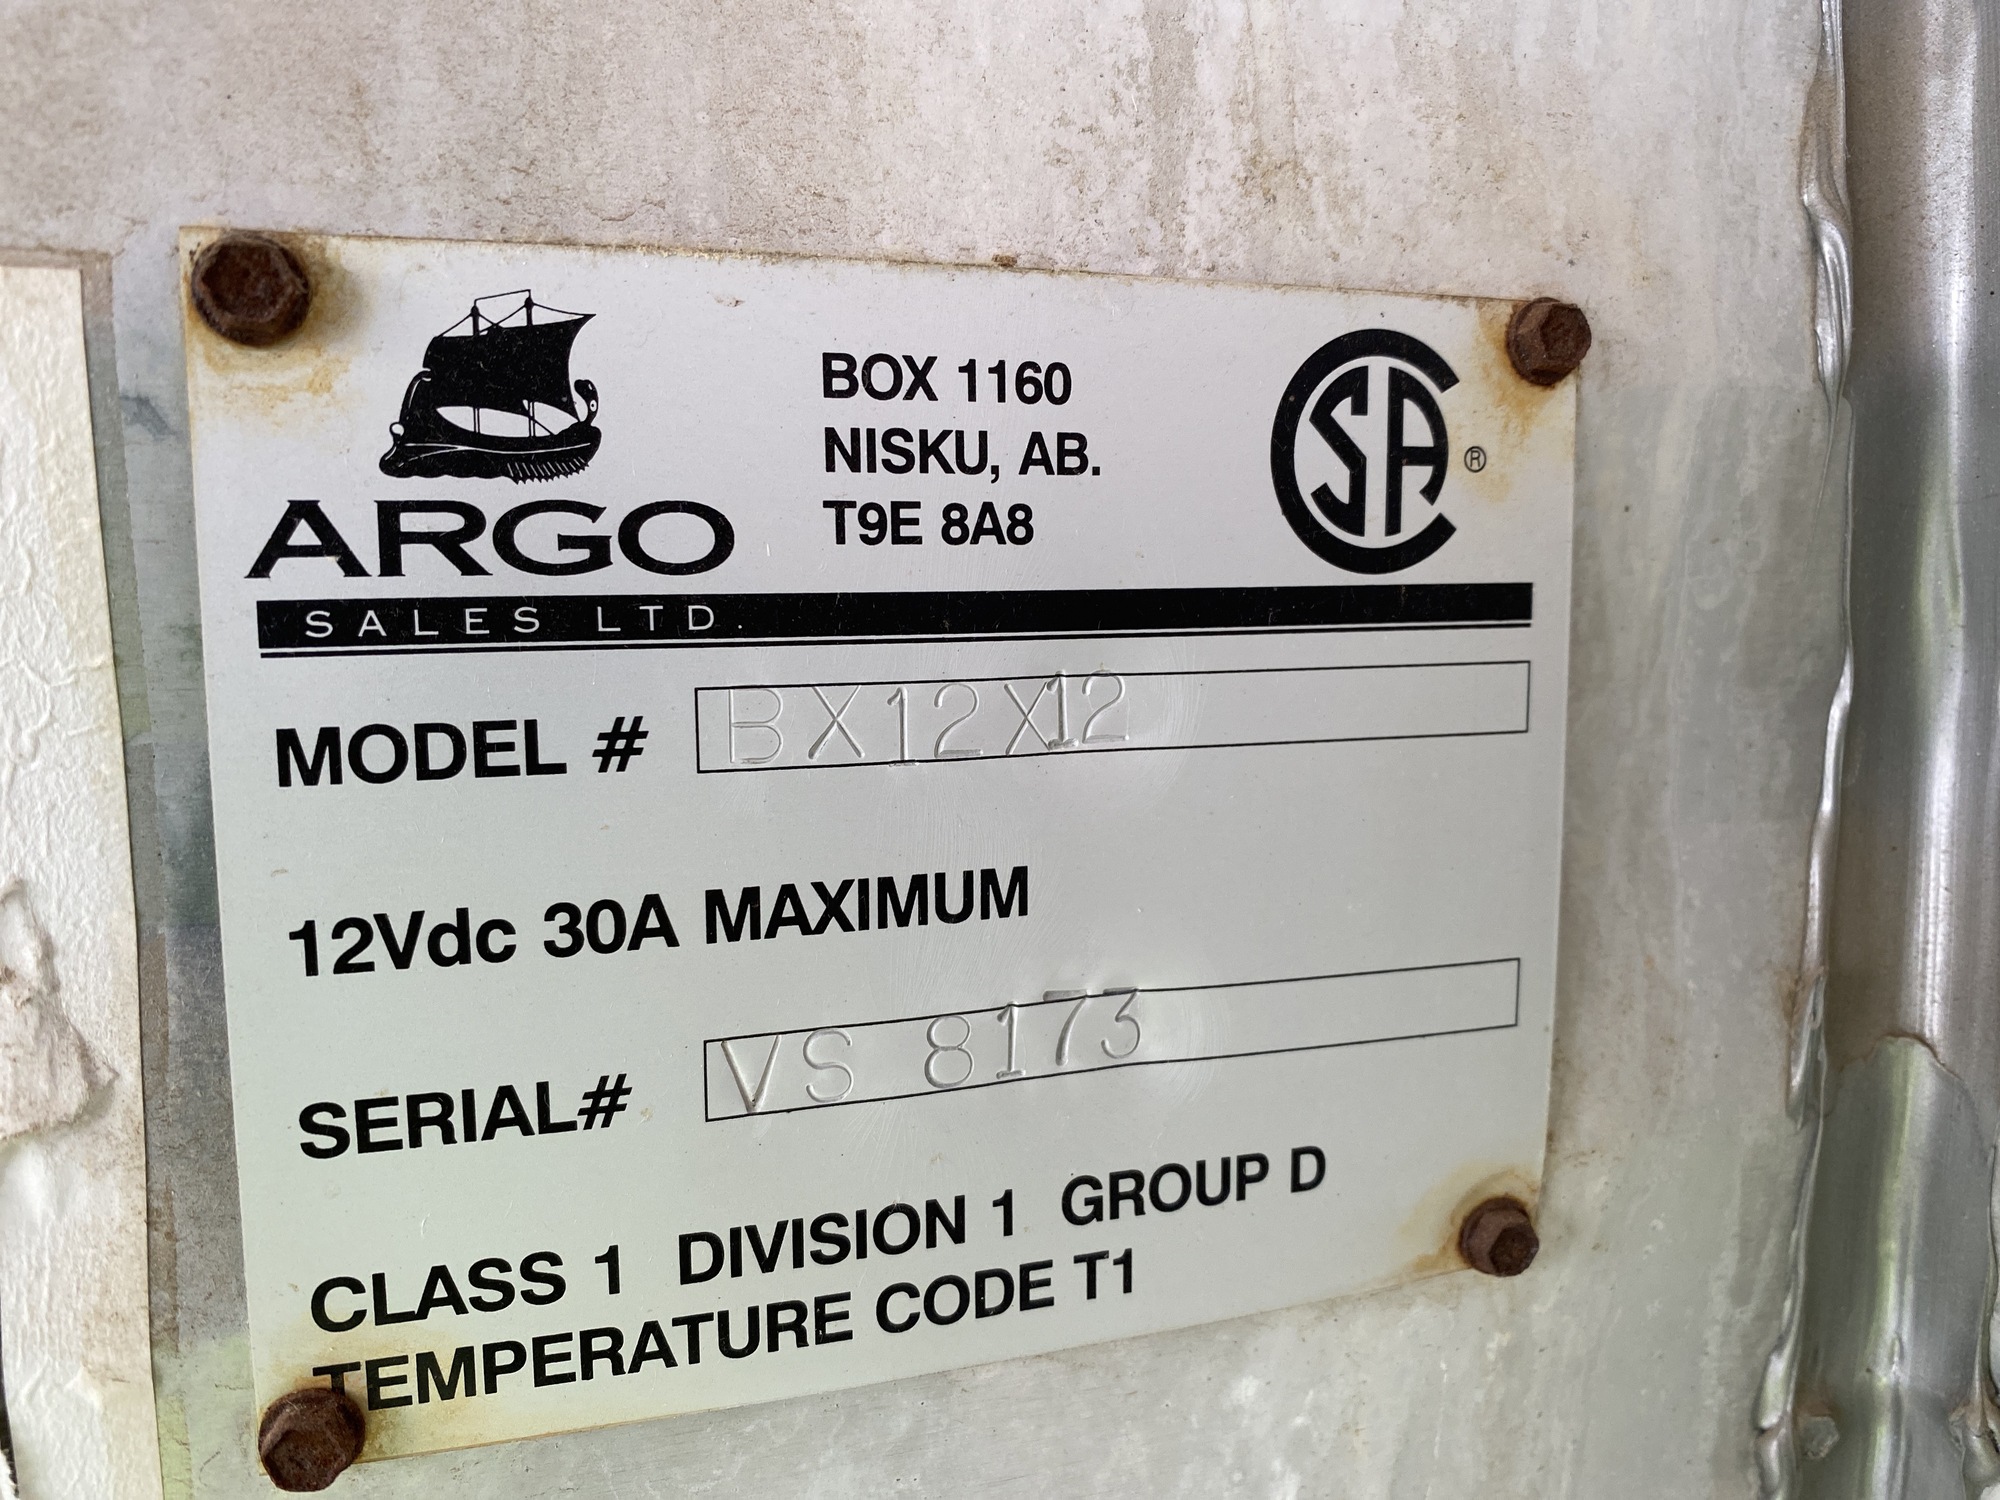 BOX 1160
NISKU, AB.
T9E 8A8
CSA ®
ARGO
SALES LTD.
MODEL # BX12X12
12Vdc 30A MAXIMUM
SERIAL# VS 8173
CLASS 1 DIVISION 1 GROUP D
TEMPERATURE CODE T1